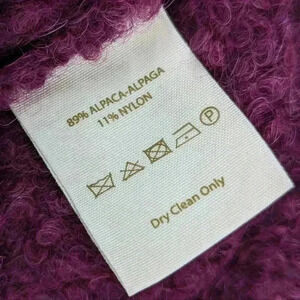 89% ALPACA-ALPAGA
11% NYLON
P
Dry Clean Only